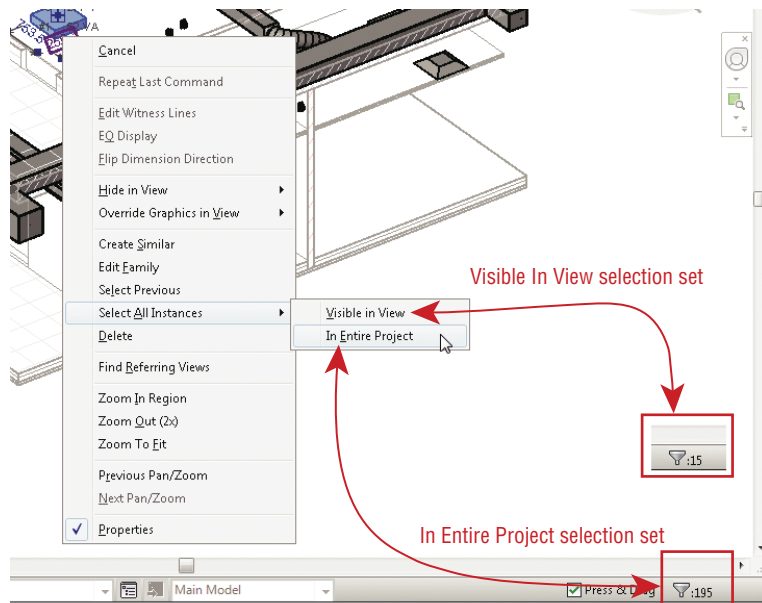 VA
Cancel
Repeat Last Command
Edit Witness Lines
EQ Display
Flip Dimension Direction
Hide in View
Override Graphics in View
Create Similar
Edit Family
Select Previous
Select All Instances
Visible in View
In Entire Project
Delete
Find Referring Views
Zoom In Region
Zoom Out (2x)
Zoom To Fit
Previous Pan/Zoom
Next Pan/Zoom
Properties
Visible In View selection set
:15
In Entire Project selection set
Main Model
Press & Drag
:195